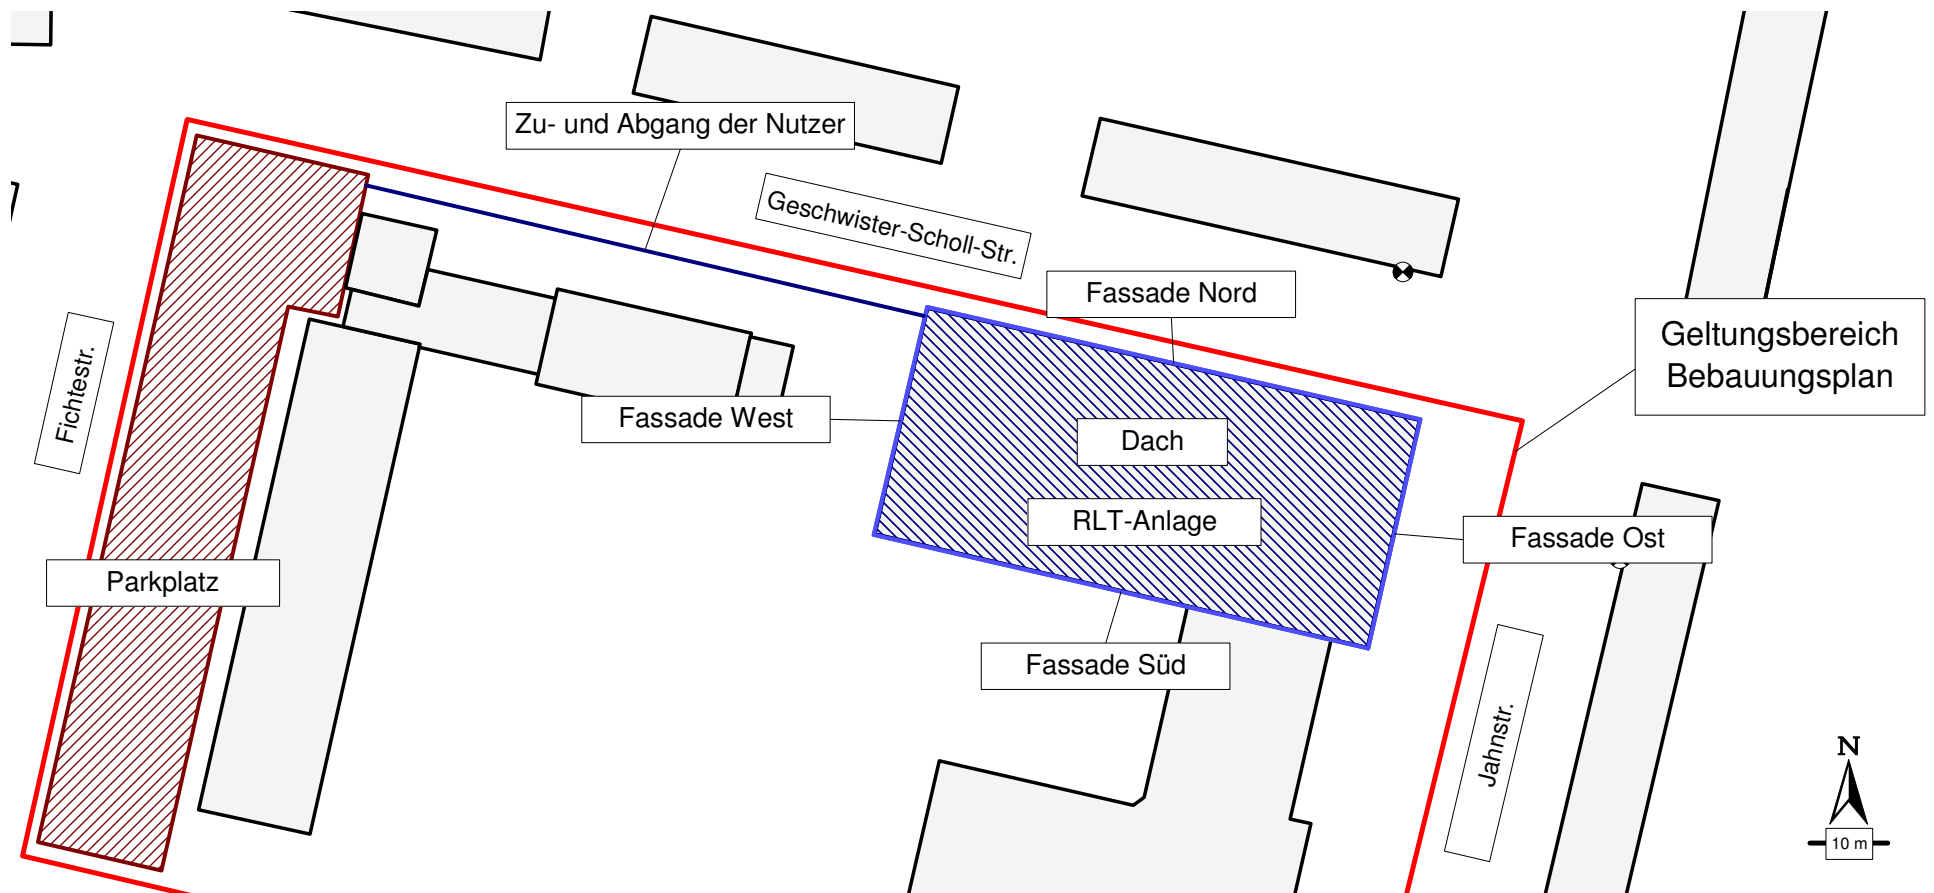 Zu- und Abgang der Nutzer
Geschwister-Scholl-Str.
Fassade Nord
Geltungsbereich
Bebauungsplan
Fichtestr.
Fassade West
Dach
RLT-Anlage
Fassade Ost
Parkplatz
Fassade Süd
Jahnstr.
N
10 m